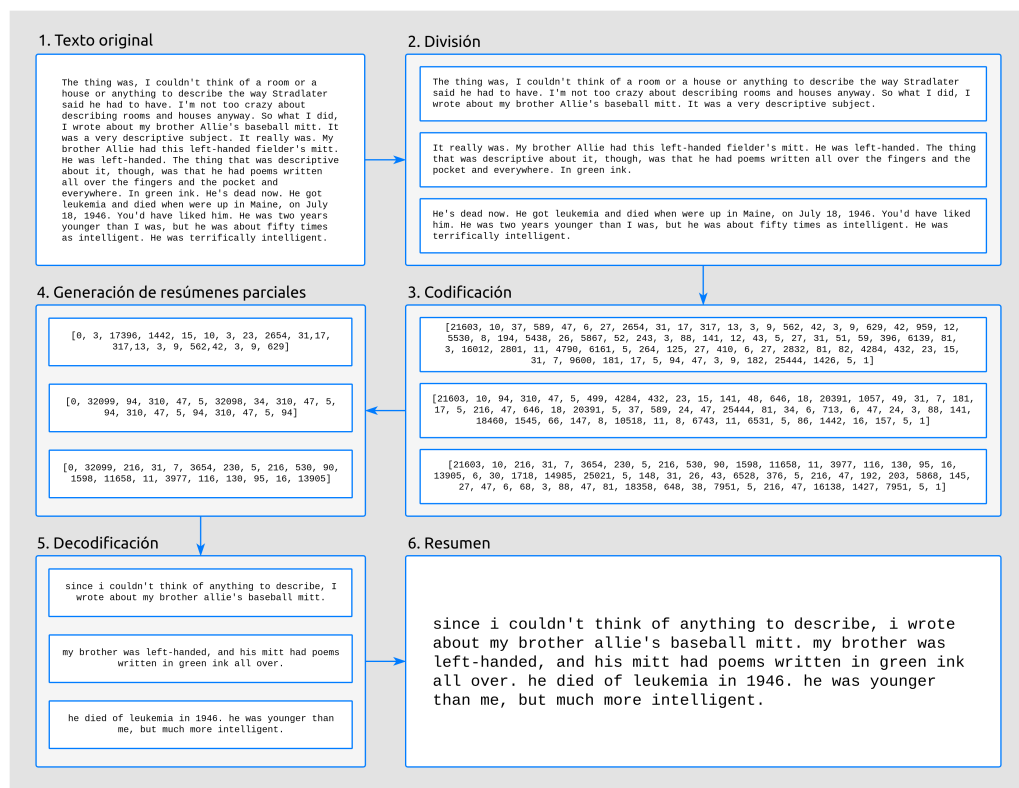 1. Texto original
The thing was, I couldn't think of a room or a
house or anything to describe the way Stradlater
said he had to have. I'm not too crazy about
describing rooms and houses anyway. So what I did,
I wrote about my brother Allie's baseball mitt. It
was a very descriptive subject. It really was. My
brother Allie had this left-handed fielder's mitt.
He was left-handed. The thing that was descriptive
about it, though, was that he had poems written
all over the fingers and the pocket and
everywhere. In green ink. He's dead now. He got
leukemia and died when were up in Maine, on July
18, 1946. You'd have liked him. He was two years
younger than I was, but he was about fifty times
as intelligent. He was terrifically intelligent.
2. División
The thing was, I couldn't think of a room or a house or anything to describe the way Stradlater
said he had to have. I'm not too crazy about describing rooms and houses anyway. So what I did, I
wrote about my brother Allie's baseball mitt. It was a very descriptive subject.
It really was. My brother Allie had this left-handed fielder's mitt. He was left-handed. The thing
that was descriptive about it, though, was that he had poems written all over the fingers and the
pocket and everywhere. In green ink.
He's dead now. He got leukemia and died when were up in Maine, on July 18, 1946. You'd have liked
him. He was two years younger than I was, but he was about fifty times as intelligent. He was
terrifically intelligent.
3. Codificación
[21603, 10, 37, 589, 47, 6, 27, 2654, 31, 17, 317, 13, 3, 9, 562, 42, 3, 9, 629, 42, 959, 12,
5530, 8, 194, 5438, 26, 5867, 52, 243, 3, 88, 141, 12, 43, 5, 27, 31, 51, 59, 396, 6139, 81,
3, 16012, 2801, 11, 4790, 6161, 5, 264, 125, 27, 410, 6, 27, 2832, 81, 82, 4284, 432, 23, 15,
31, 7, 9600, 181, 17, 5, 94, 47, 3, 9, 182, 25444, 1426, 5, 1]
[21603, 10, 94, 310, 47, 5, 499, 4284, 432, 23, 15, 141, 48, 646, 18, 20391, 1057, 49, 31, 7, 181,
17, 5, 216, 47, 646, 18, 20391, 5, 37, 589, 24, 47, 25444, 81, 34, 6, 713, 6, 47, 24, 3, 88, 141,
18460, 1545, 66, 147, 8, 10518, 11, 8, 6743, 11, 6531, 5, 86, 1442, 16, 157, 5, 1]
[21603, 10, 216, 31, 7, 3654, 230, 5, 216, 530, 90, 1598, 11658, 11, 3977, 116, 130, 95, 16,
13905, 6, 30, 1718, 14985, 25021, 5, 148, 31, 26, 43, 6528, 376, 5, 216, 47, 192, 203, 5868, 145,
27, 47, 6, 68, 3, 88, 47, 81, 18358, 648, 38, 7951, 5, 216, 47, 16138, 1427, 7951, 5, 1]
4. Generación de resúmenes parciales
[0, 3, 17396, 1442, 15, 10, 3, 23, 2654, 31,17,
317,13, 3, 9, 562,42, 3, 9, 629]
[0, 32099, 94, 310, 47, 5, 32098, 34, 310, 47, 5,
94, 310, 47, 5, 94, 310, 47, 5, 94]
[0, 32099, 216, 31, 7, 3654, 230, 5, 216, 530, 90,
1598, 11658, 11, 3977, 116, 130, 95, 16, 13905]
5. Decodificación
since i couldn't think of anything to describe, I
wrote about my brother allie's baseball mitt.
my brother was left-handed, and his mitt had poems
written in green ink all over.
he died of leukemia in 1946. he was younger than
me, but much more intelligent.
6. Resumen
since i couldn't think of anything to describe, i wrote
about my brother allie's baseball mitt. my brother was
left-handed, and his mitt had poems written in green ink
all over. he died of leukemia in 1946. he was younger
than me, but much more intelligent.